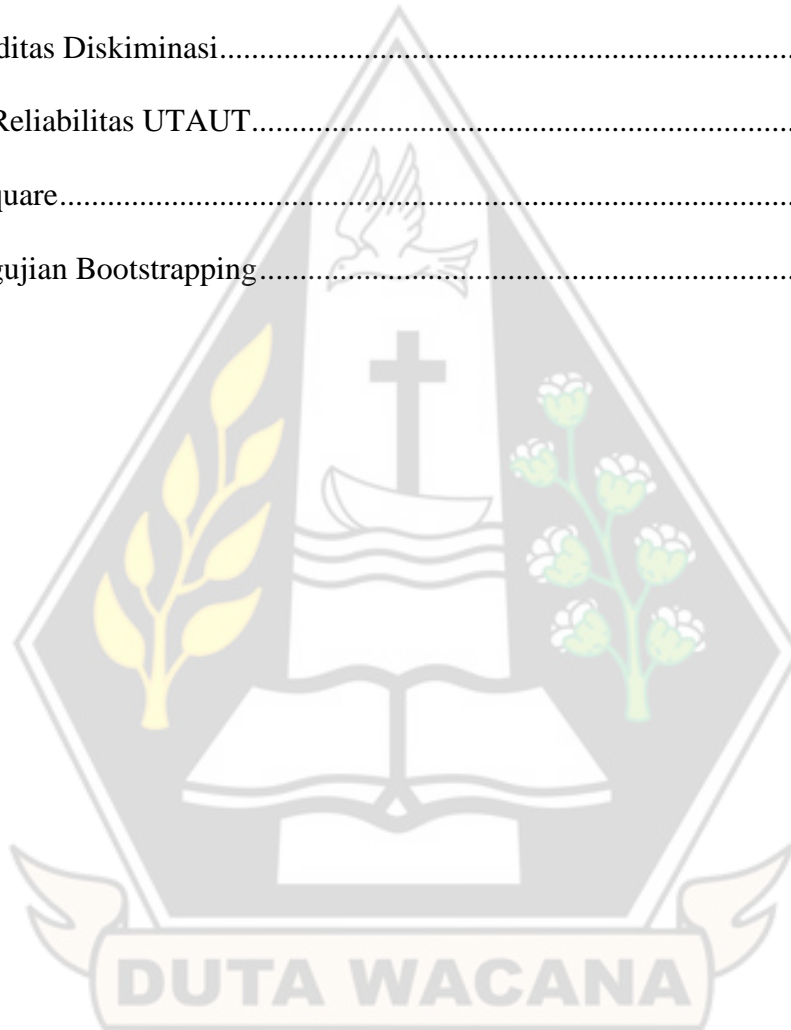 ditas Diskiminasi...............................................................................
Reliabilitas UTAUT...........................................................................
quare.....................................................................................................
gujian Bootstrapping..........................................................................
DUTA WACANA